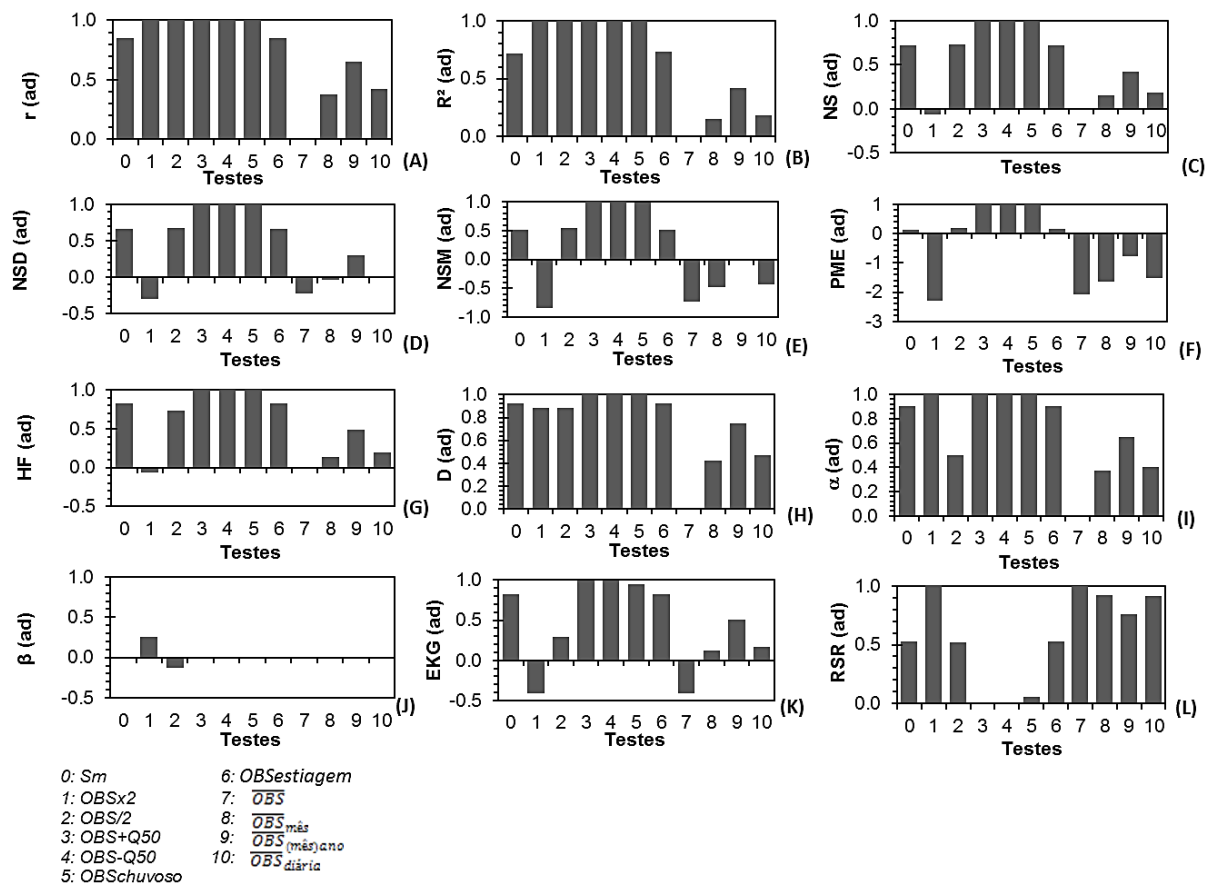 r (ad)
1.0
0.5
0.0
0 1 2 3 4 5 6 7 8 9 10
Testes
(A)
R² (ad)
1.0
0.5
0.0
0 1 2 3 4 5 6 7 8 9 10
Testes
(B)
NS (ad)
1.0
0.5
0.0
-0.5
0 1 2 3 4 5 6 7 8 9 10
Testes
(C)
NSD (ad)
1.0
0.5
0.0
-0.5
0 1 2 3 4 5 6 7 8 9 10
Testes
(D)
NSM (ad)
1.0
0.5
0.0
-0.5
-1.0
0 1 2 3 4 5 6 7 8 9 10
Testes
(E)
PME (ad)
1
0
-1
-2
-3
0 1 2 3 4 5 6 7 8 9 10
Testes
(F)
HF (ad)
1.0
0.5
0.0
-0.5
0 1 2 3 4 5 6 7 8 9 10
Testes
(G)
D (ad)
1.0
0.8
0.6
0.4
0.2
0.0
0 1 2 3 4 5 6 7 8 9 10
Testes
(H)
α (ad)
1.0
0.8
0.6
0.4
0.2
0.0
0 1 2 3 4 5 6 7 8 9 10
Testes
(I)
β (ad)
1.0
0.5
0.0
-0.5
0 1 2 3 4 5 6 7 8 9 10
Testes
(J)
EKG (ad)
1.0
0.5
0.0
-0.5
0 1 2 3 4 5 6 7 8 9 10
Testes
(K)
RSR (ad)
1.0
0.5
0.0
0 1 2 3 4 5 6 7 8 9 10
Testes
(L)
0: Sm
1: OBSx2
2: OBS/2
3: OBS+Q50
4: OBS-Q50
5: OBSchuvoso
6: OBSestiagem
7: OBS
8: OBS mês
9: OBS (mês)ano
10: OBS diária